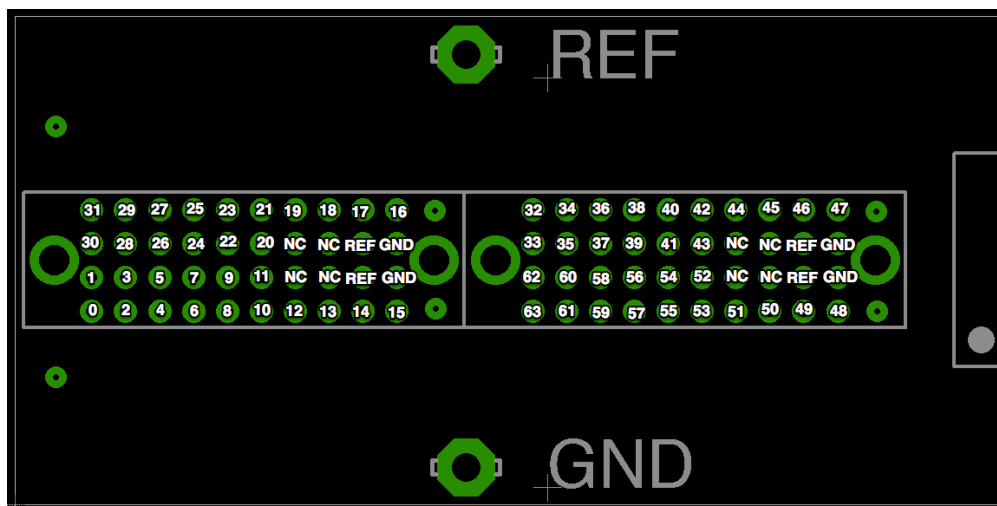 REF
31 29 27 25 23 21 19 18 17 16 32 34 36 38 40 42 44 45 46 47
30 28 26 24 22 20 NC NC REF GND 33 35 37 39 41 43 NC NC REF GND
1 3 5 7 9 11 NC NC REF GND 62 60 58 56 54 52 NC NC REF GND
0 2 4 6 8 10 12 13 14 15 63 61 59 57 55 53 51 50 49 48
GND